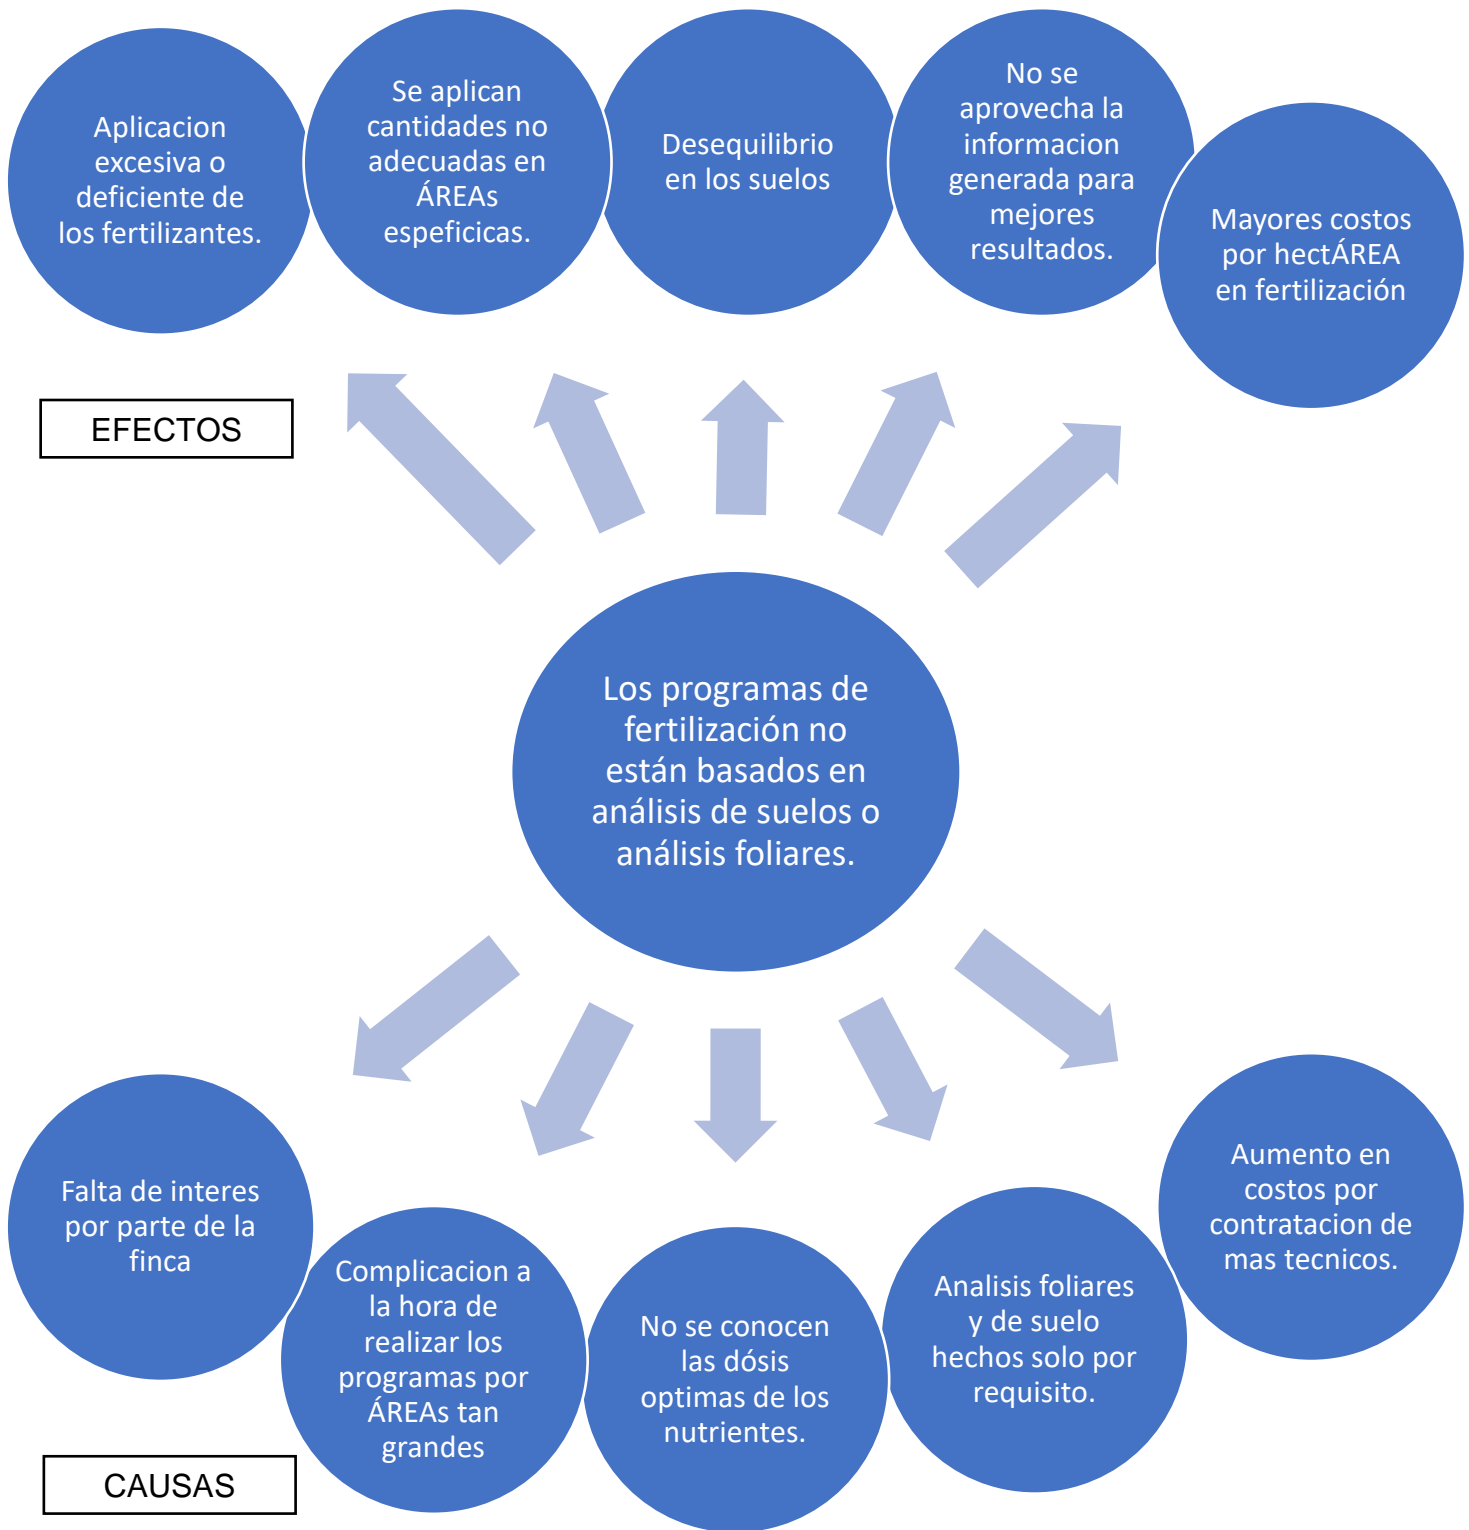 Aplicacion
excesiva o
deficiente de
los fertilizantes.
Se aplican
cantidades no
adecuadas en
ÁREAs
espeficicas.
Desequilibrio
en los suelos
No se
aprovecha la
informacion
generada para
mejores
resultados.
Mayores costos
por hectÁREA
en fertilización
EFECTOS
Los programas de
fertilización no
están basados en
análisis de suelos o
análisis foliares.
Falta de interes
por parte de la
finca
Complicacion a
la hora de
realizar los
programas por
ÁREAs tan
grandes
No se conocen
las dósis
optimas de los
nutrientes.
Analisis foliares
y de suelo
hechos solo por
requisito.
Aumento en
costos por
contratacion de
mas tecnicos.
CAUSAS